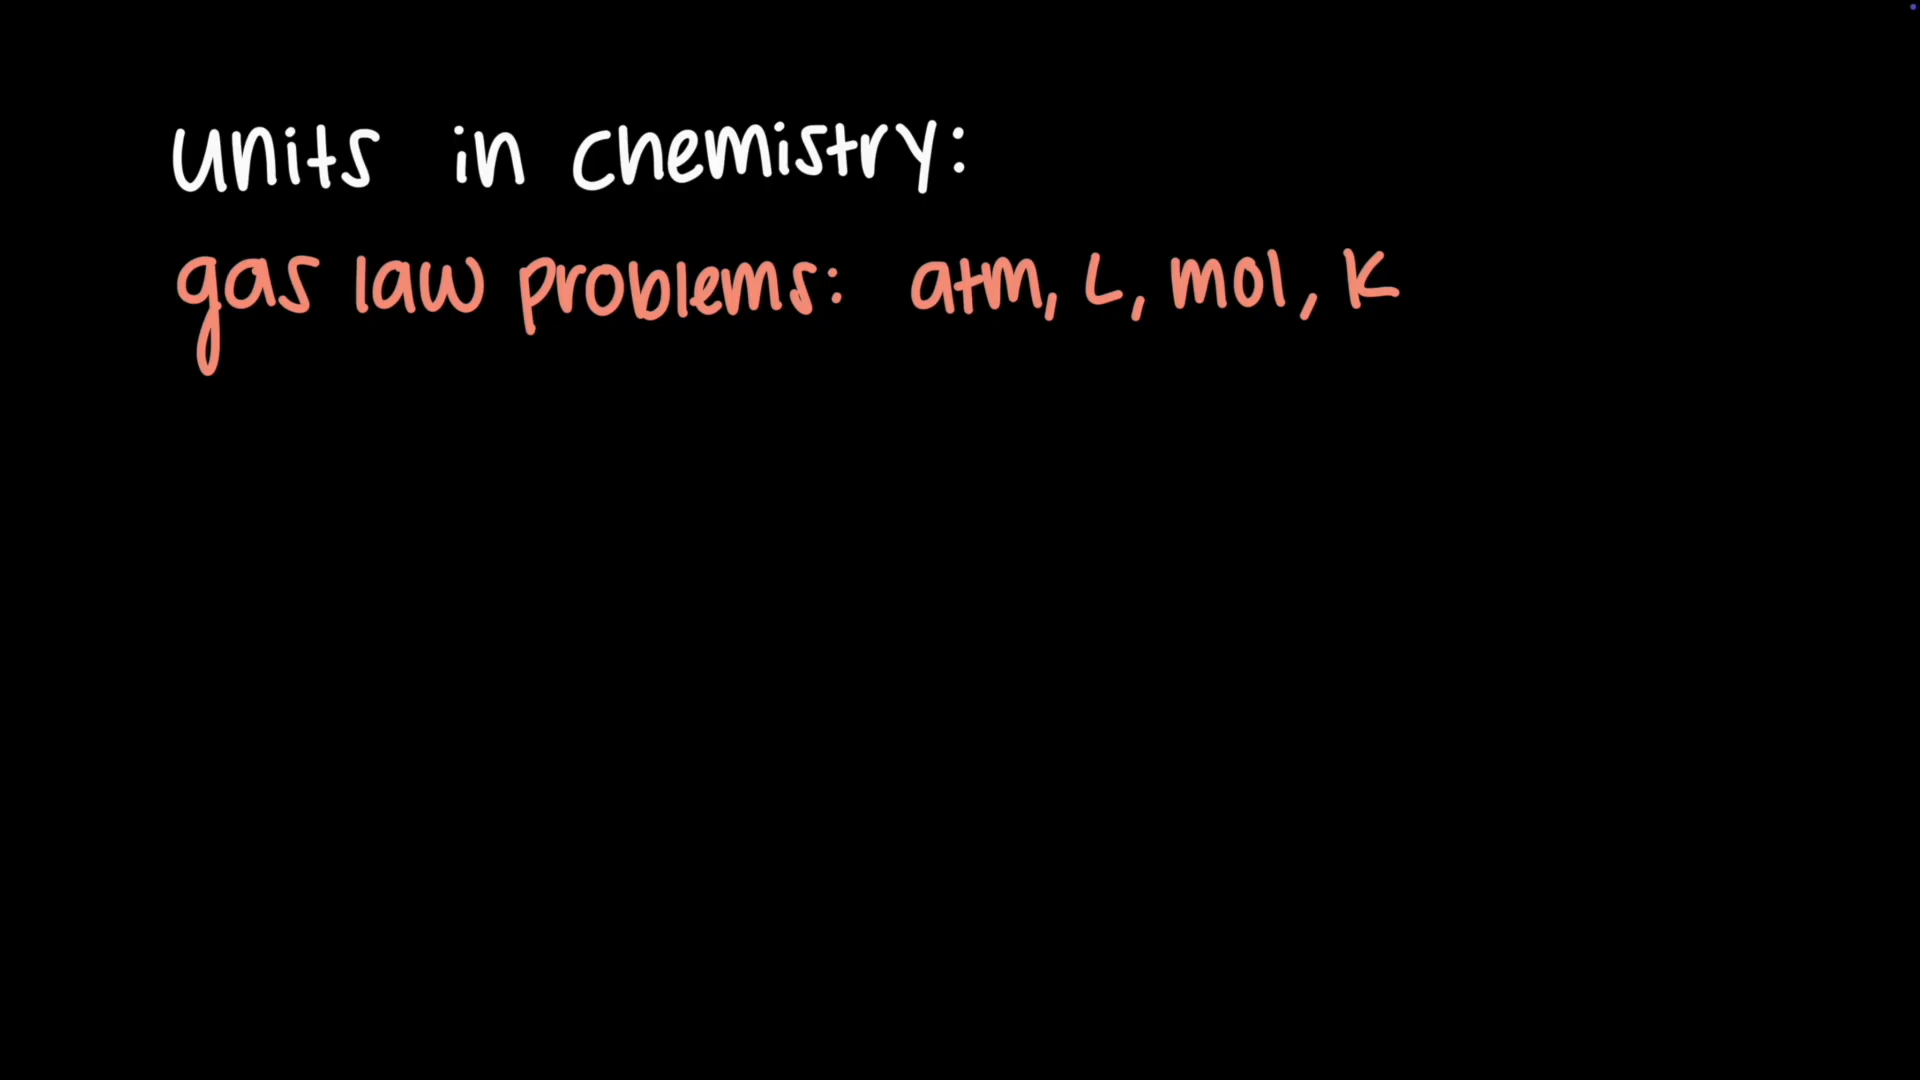 units in chemistry:
gas law problems: atm, L, mol, K